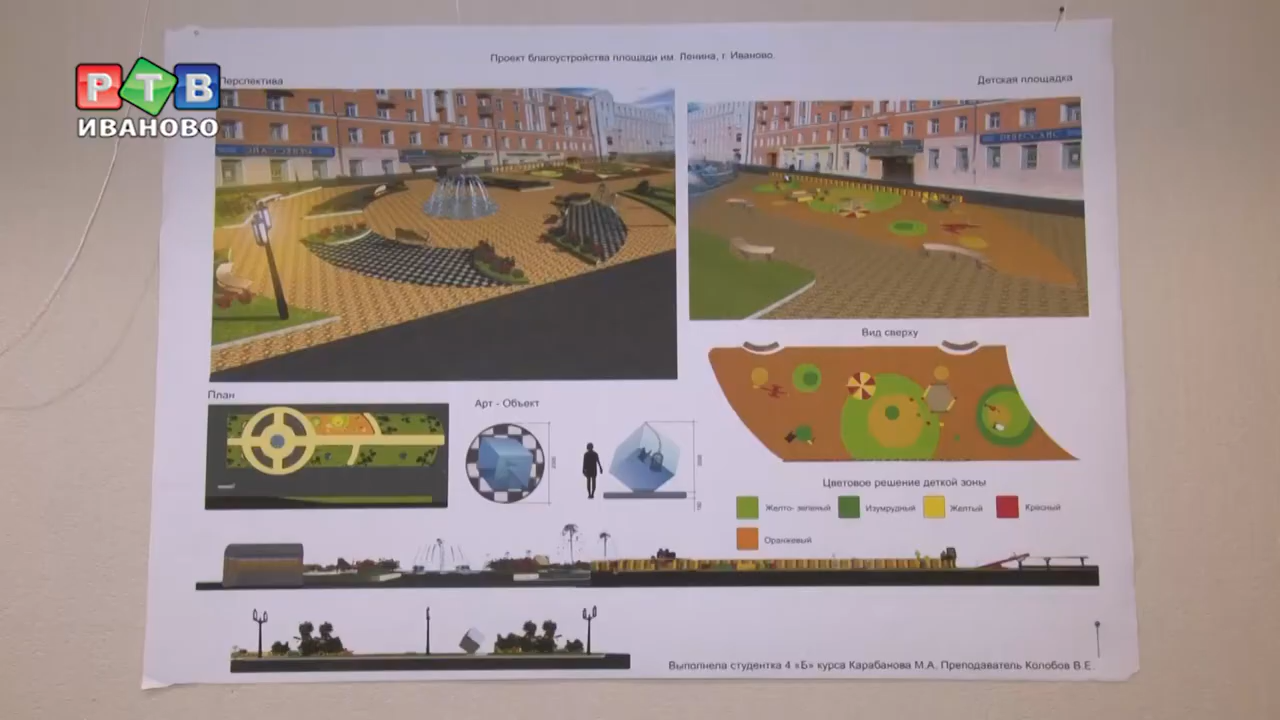 РТВ
ИВАНОВО
Проект благоустройства площади им. Ленина, г. Иваново.
Перспектива
Детская площадка
Вид сверху
План
Арт - Объект
Цветовое решение деткой зоны
Желто- зеленый
Изумрудный
Желтый
Красный
Оранжевый
Выполнела студентка 4 «Б» курса Карабанова М.А. Преподаватель Колобов В.Е.